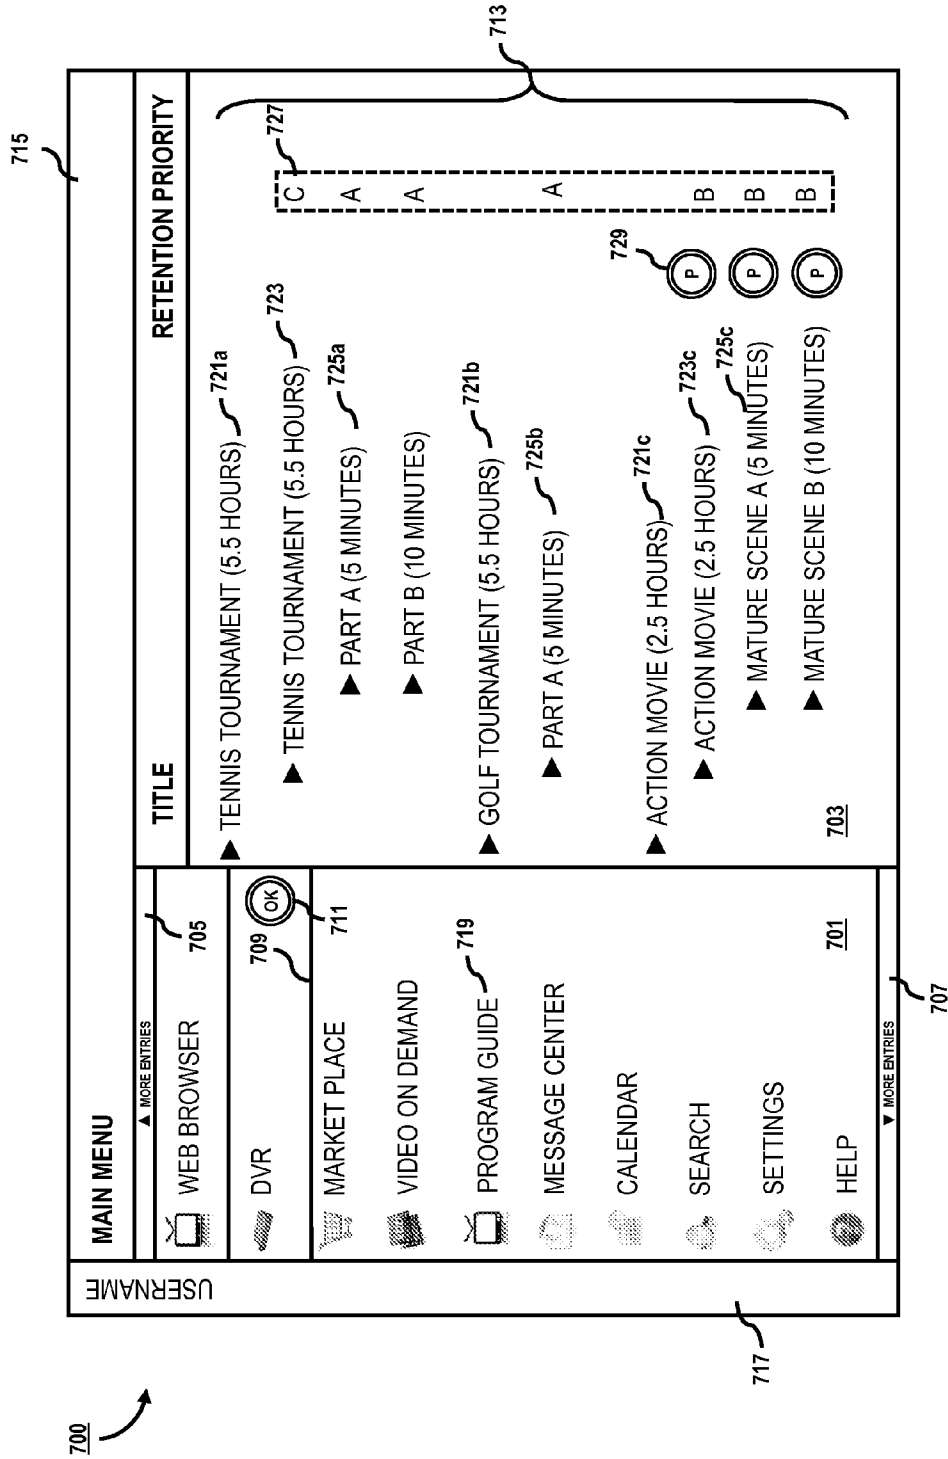 700
715
MAIN MENU
TITLE
RETENTION PRIORITY
USERNAME
▲ MORE ENTRIES
705
WEB BROWSER
DVR
OK
709
711
MARKET PLACE
VIDEO ON DEMAND
PROGRAM GUIDE
719
MESSAGE CENTER
CALENDAR
SEARCH
SETTINGS
HELP
701
▼ MORE ENTRIES
707
717
▶ TENNIS TOURNAMENT (5.5 HOURS)
721a
▶ TENNIS TOURNAMENT (5.5 HOURS)
723
C
727
▶ PART A (5 MINUTES)
725a
A
▶ PART B (10 MINUTES)
A
▶ GOLF TOURNAMENT (5.5 HOURS)
721b
▶ PART A (5 MINUTES)
725b
A
▶ ACTION MOVIE (2.5 HOURS)
721c
▶ ACTION MOVIE (2.5 HOURS)
723c
P
729
B
▶ MATURE SCENE A (5 MINUTES)
725c
P
B
▶ MATURE SCENE B (10 MINUTES)
P
B
703
713